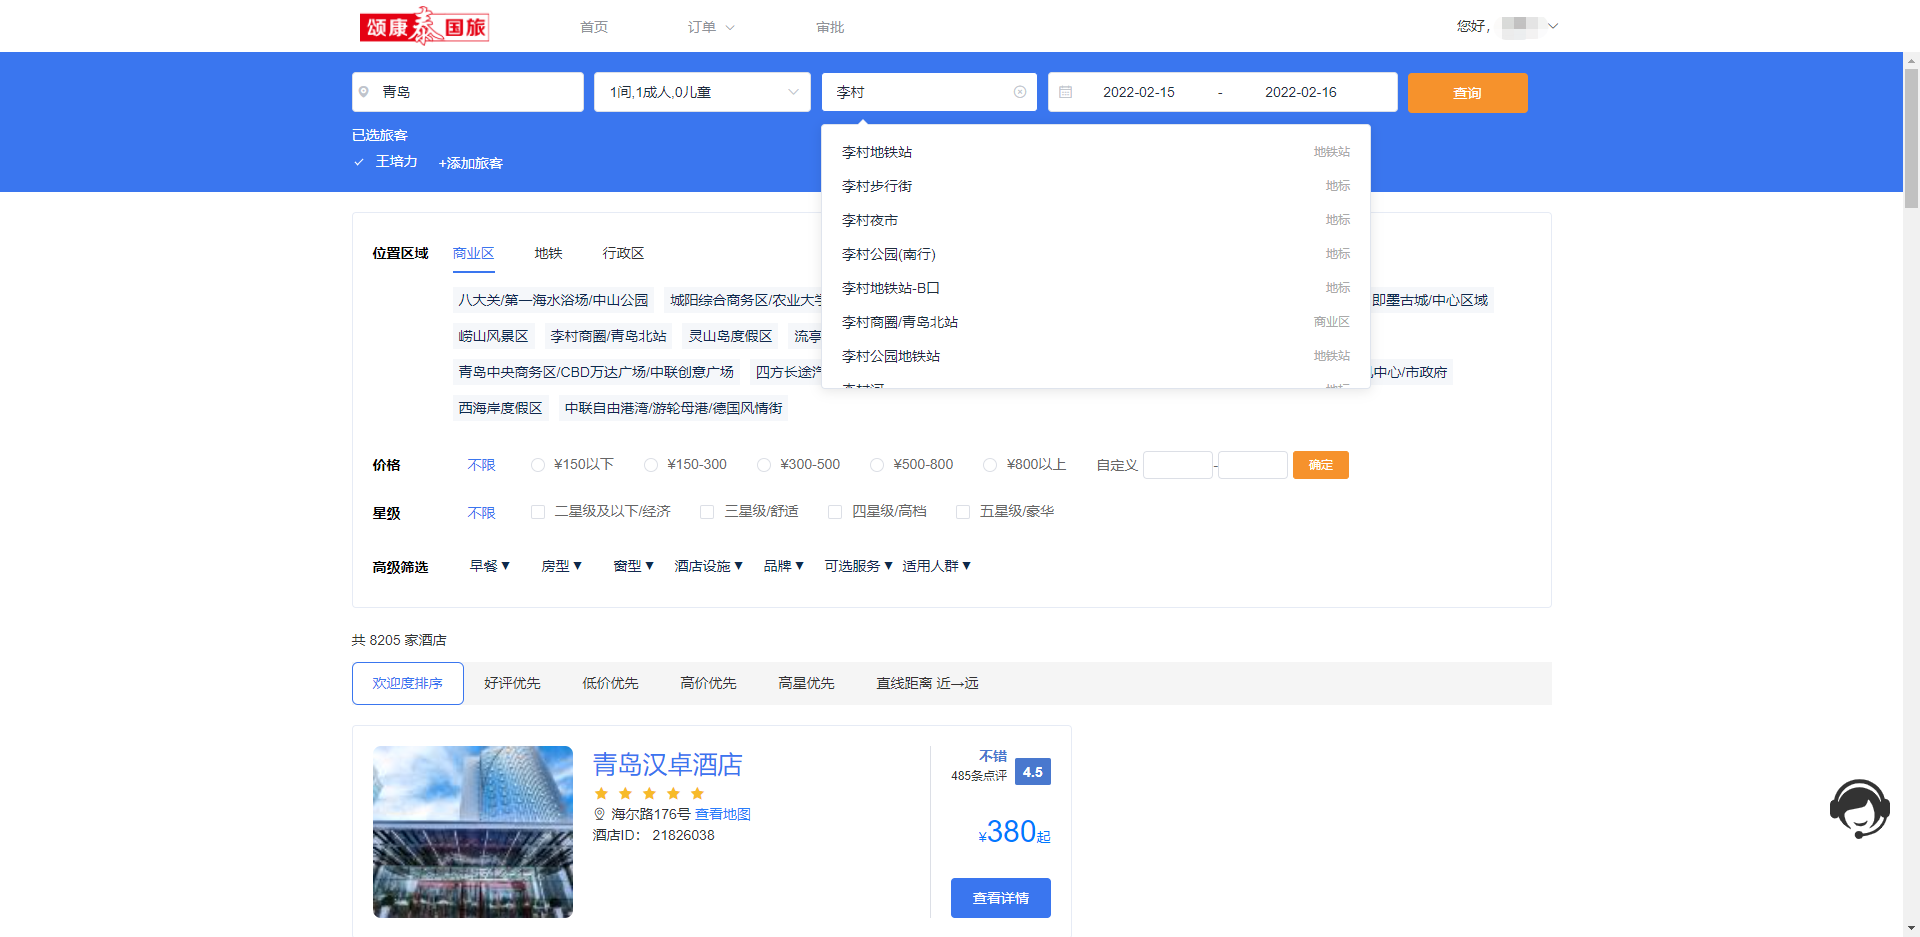 颂康泰国旅 首页 订单 审批 您好,
青岛 1间,1成人,0儿童 李村 2022-02-15 - 2022-02-16 查询
已选旅客
王培力 +添加旅客
李村地铁站 地铁站
李村步行街 地标
李村夜市 地标
李村公园(南行) 地标
李村地铁站-B口 地标
李村商圈/青岛北站 商业区
李村公园地铁站 地铁站
李村河 地标
位置区域 商业区 地铁 行政区
八大关/第一海水浴场/中山公园 城阳综合商务区/农业大学 即墨古城/中心区域
崂山风景区 李村商圈/青岛北站 灵山岛度假区 流亭
青岛中央商务区/CBD万达广场/中联创意广场 四方长途汽 中心/市政府
西海岸度假区 中联自由港湾/游轮母港/德国风情街
价格 不限 ¥150以下 ¥150-300 ¥300-500 ¥500-800 ¥800以上 自定义 - 确定
星级 不限 二星级及以下/经济 三星级/舒适 四星级/高档 五星级/豪华
高级筛选 早餐▼ 房型▼ 窗型▼ 酒店设施▼ 品牌▼ 可选服务▼ 适用人群▼
共 8205 家酒店
欢迎度排序 好评优先 低价优先 高价优先 高星优先 直线距离 近→远
青岛汉卓酒店
海尔路176号 查看地图
酒店ID： 21826038
不错
485条点评 4.5
¥380起
查看详情